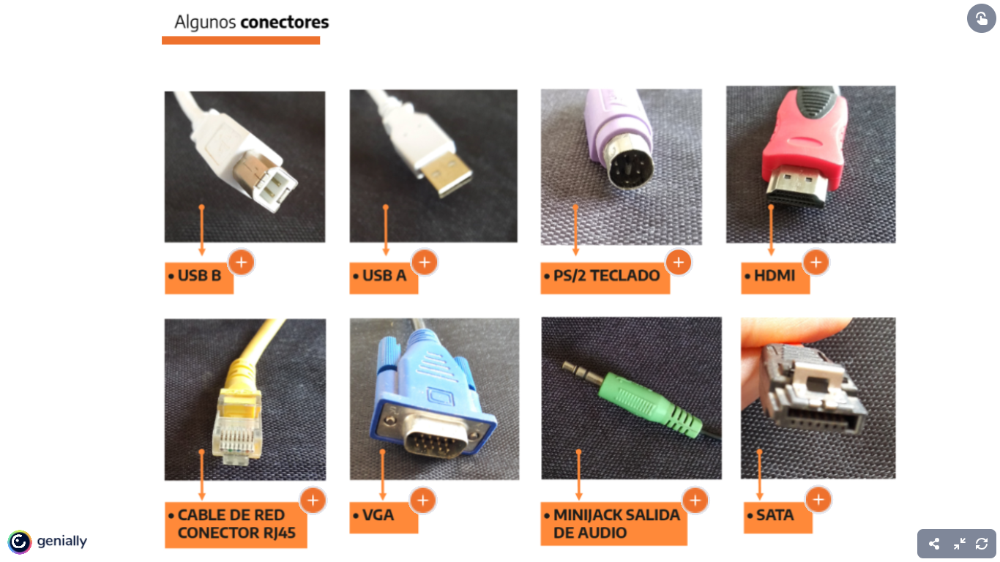 Algunos conectores
• USB B
• USB A
• PS/2 TECLADO
• HDMI
• CABLE DE RED
CONECTOR RJ45
• VGA
• MINIJACK SALIDA
DE AUDIO
• SATA
genially